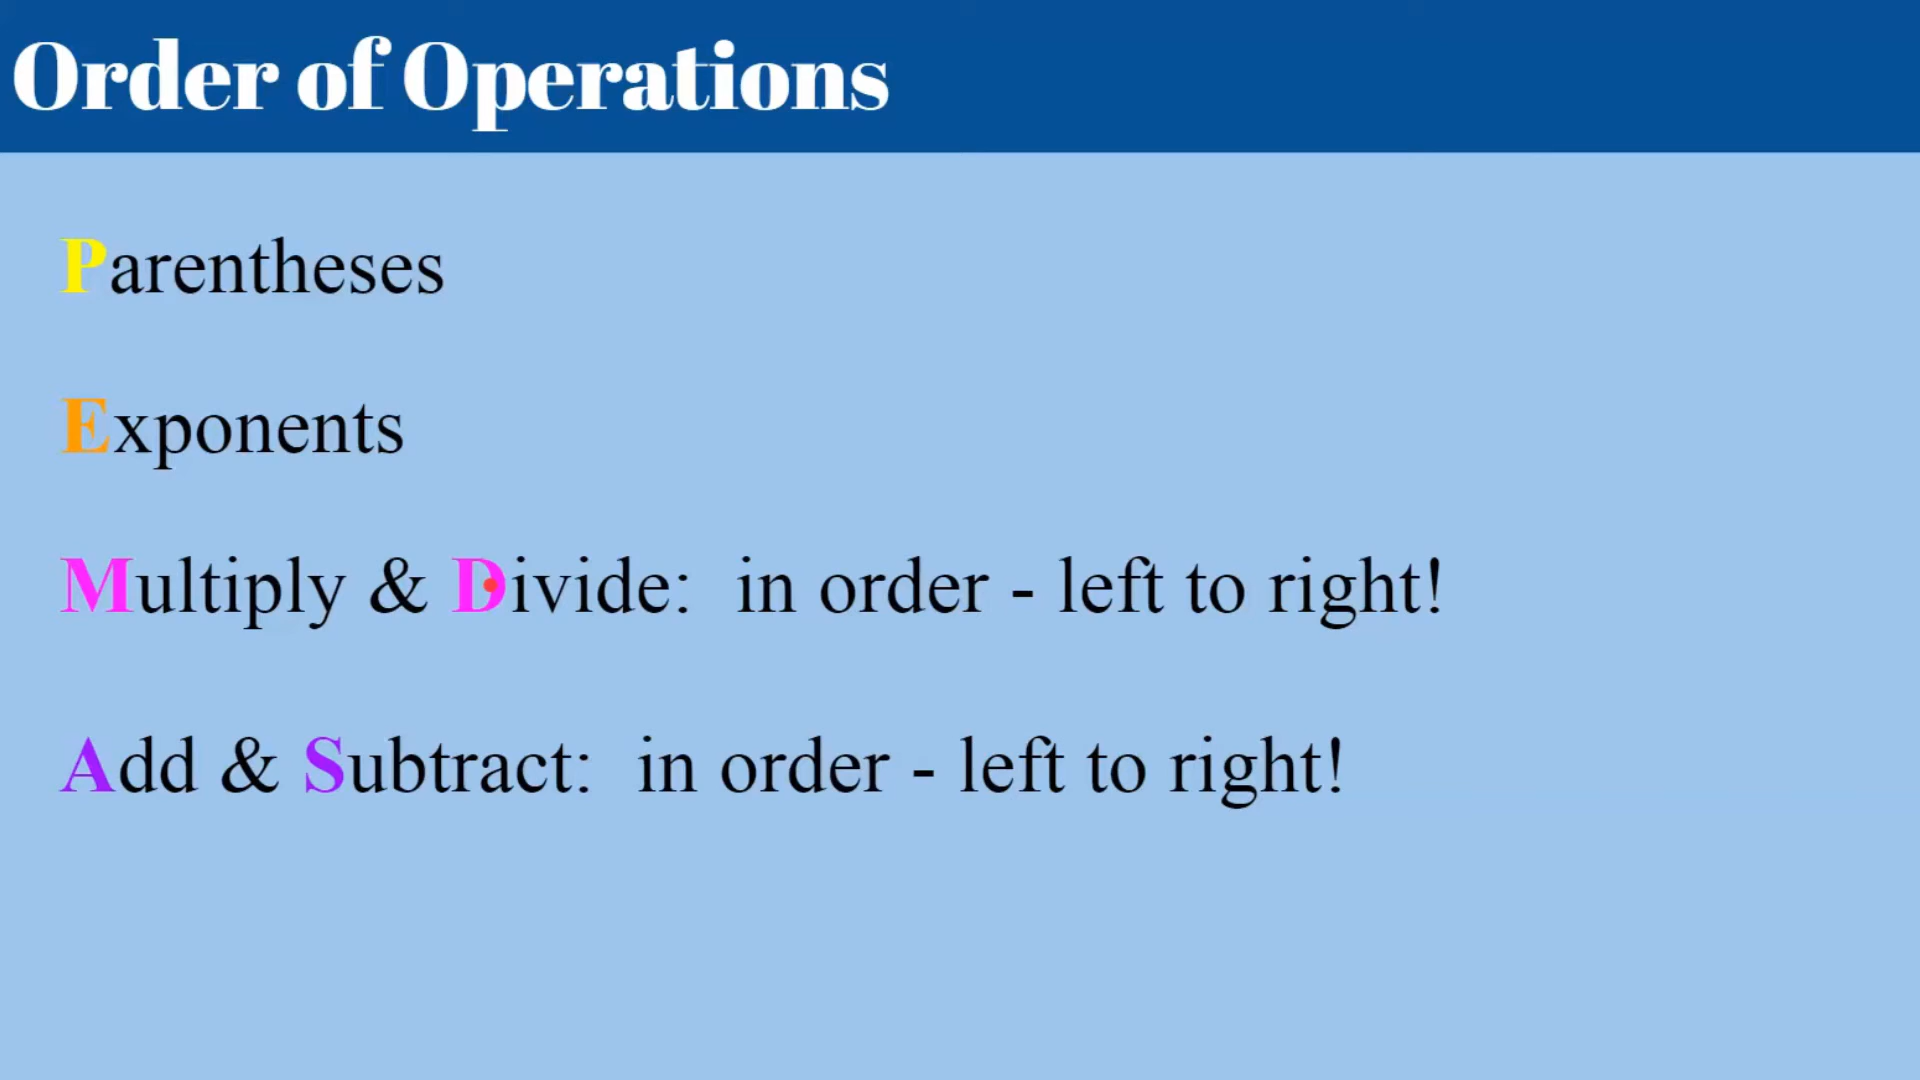 Order of Operations
Parentheses
Exponents
Multiply & Divide: in order - left to right!
Add & Subtract: in order - left to right!